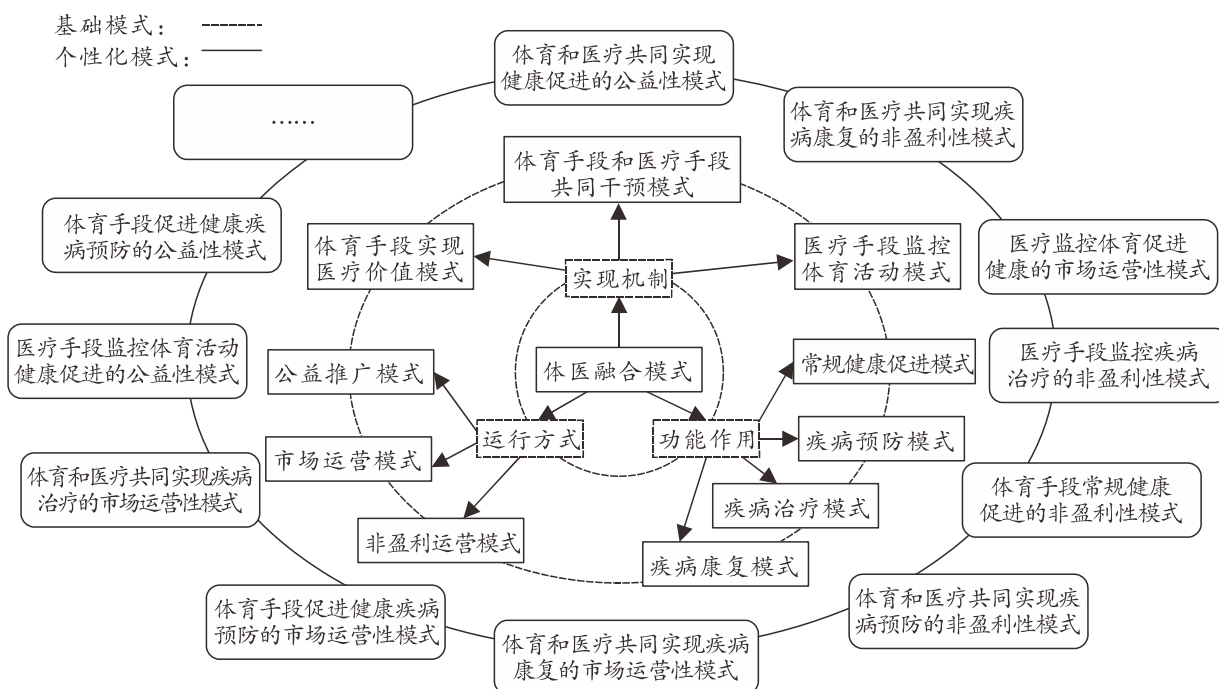 基础模式：
个性化模式：
体育和医疗共同实现
健康促进的公益性模式
……
体育和医疗共同实现疾
病康复的非盈利性模式
体育手段和医疗手段
共同干预模式
体育手段促进健康疾
病预防的公益性模式
体育手段实现
医疗价值模式
医疗手段监控
体育活动模式
医疗监控体育促进
健康的市场运营性模式
实现机制
医疗手段监控体育活动
健康促进的公益性模式
公益推广模式
体医融合模式
常规健康促进模式
医疗手段监控疾病
治疗的非盈利性模式
运行方式
功能作用
疾病预防模式
市场运营模式
体育和医疗共同实现疾病
治疗的市场运营性模式
疾病治疗模式
体育手段常规健康
促进的非盈利性模式
非盈利运营模式
疾病康复模式
体育手段促进健康疾病
预防的市场运营性模式
体育和医疗共同实现疾病
康复的市场运营性模式
体育和医疗共同实现疾
病预防的非盈利性模式